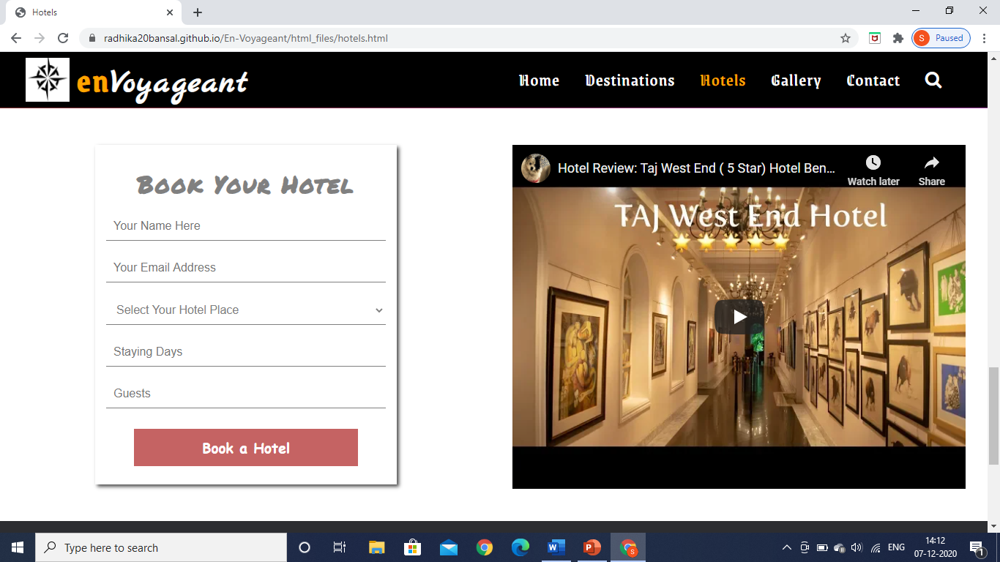 Hotels
radhika20bansal.github.io/En-Voyageant/html_files/hotels.html
S Paused
enVoyageant
Home Destinations Hotels Gallery Contact
Book Your Hotel
Your Name Here
Your Email Address
Select Your Hotel Place
Staying Days
Guests
Book a Hotel
Hotel Review: Taj West End ( 5 Star) Hotel Ben...
Watch later Share
TAJ West End Hotel
Type here to search
W P S
ENG
14:12
07-12-2020
1